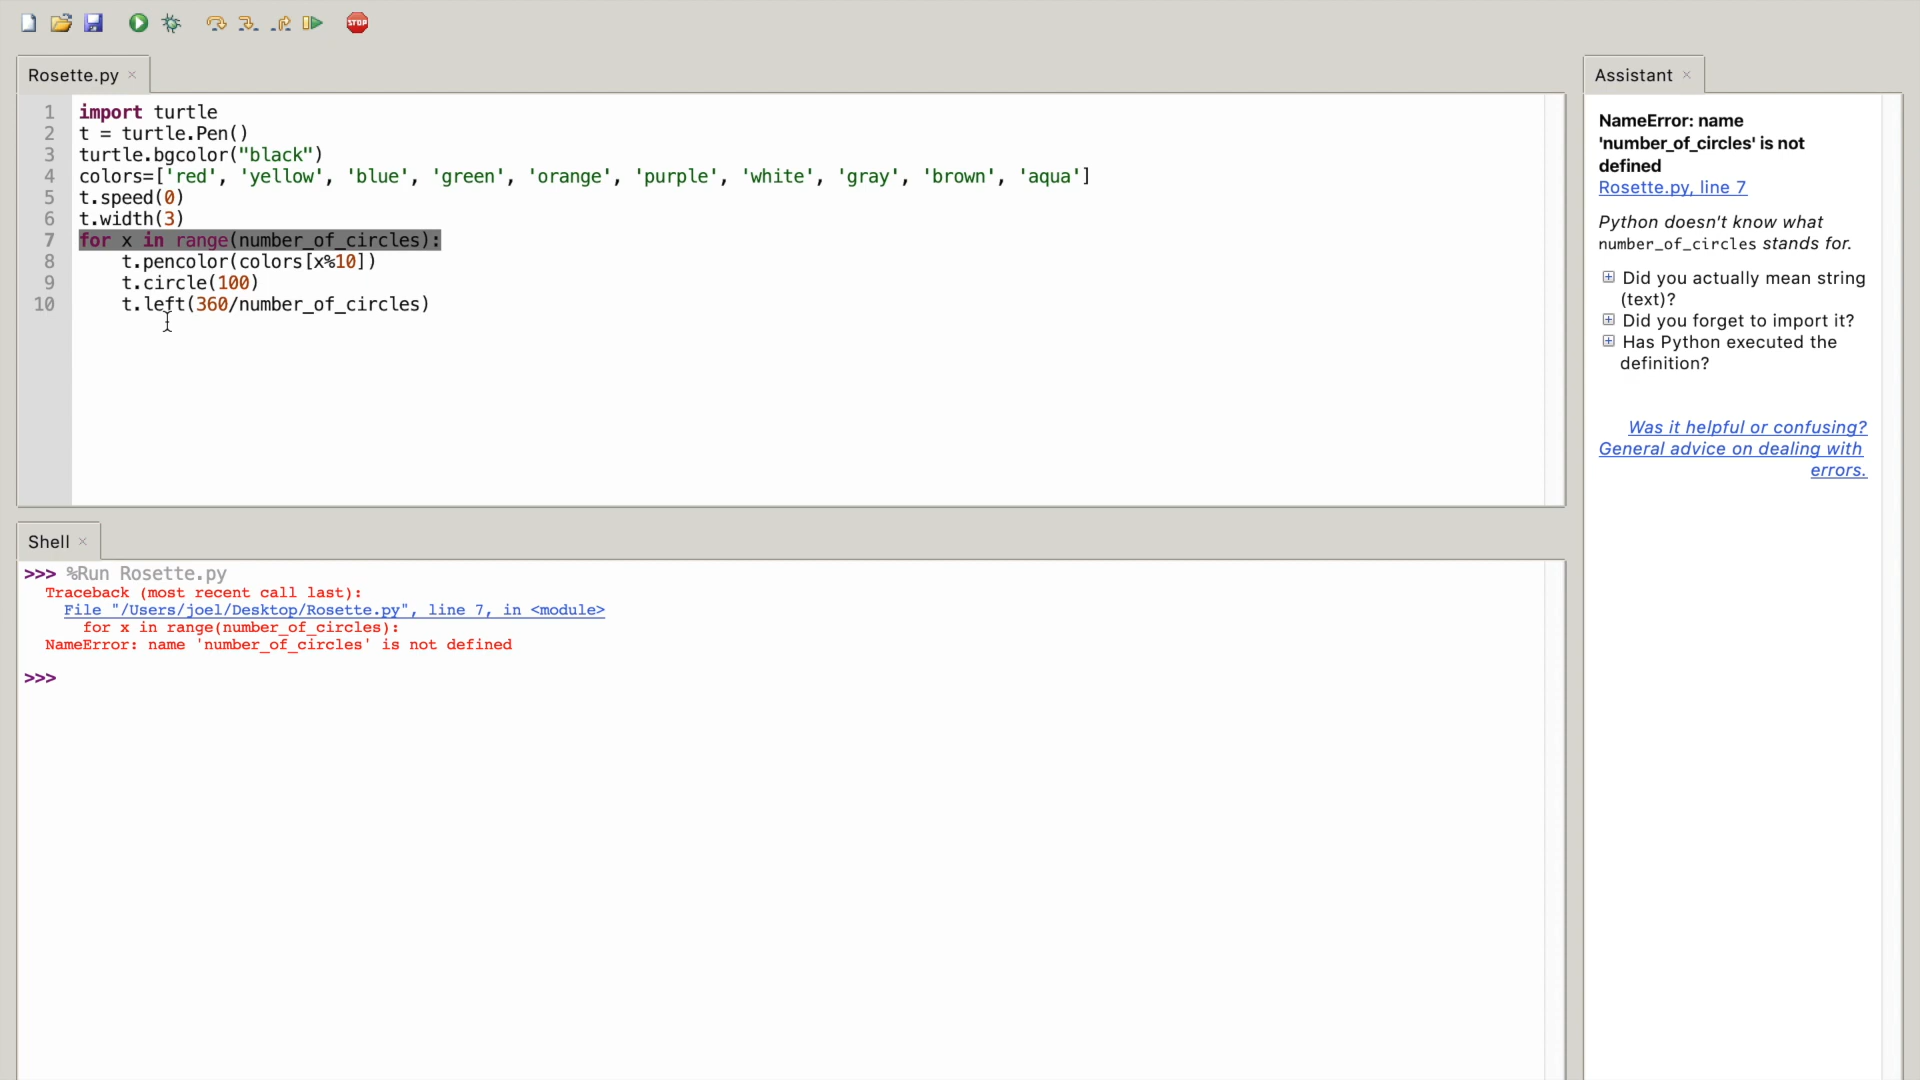 STOP
Rosette.py
1 import turtle
2 t = turtle.Pen()
3 turtle.bgcolor("black")
4 colors=['red', 'yellow', 'blue', 'green', 'orange', 'purple', 'white', 'gray', 'brown', 'aqua']
5 t.speed(0)
6 t.width(3)
7 for x in range(number_of_circles):
8     t.pencolor(colors[x%10])
9     t.circle(100)
10     t.left(360/number_of_circles)
Shell
>>> %Run Rosette.py
Traceback (most recent call last):
File "/Users/joel/Desktop/Rosette.py", line 7, in <module>
for x in range(number_of_circles):
NameError: name 'number_of_circles' is not defined
>>>
Assistant
NameError: name
'number_of_circles' is not
defined
Rosette.py, line 7
Python doesn't know what
number_of_circles stands for.
Did you actually mean string
(text)?
Did you forget to import it?
Has Python executed the
definition?
Was it helpful or confusing?
General advice on dealing with
errors.